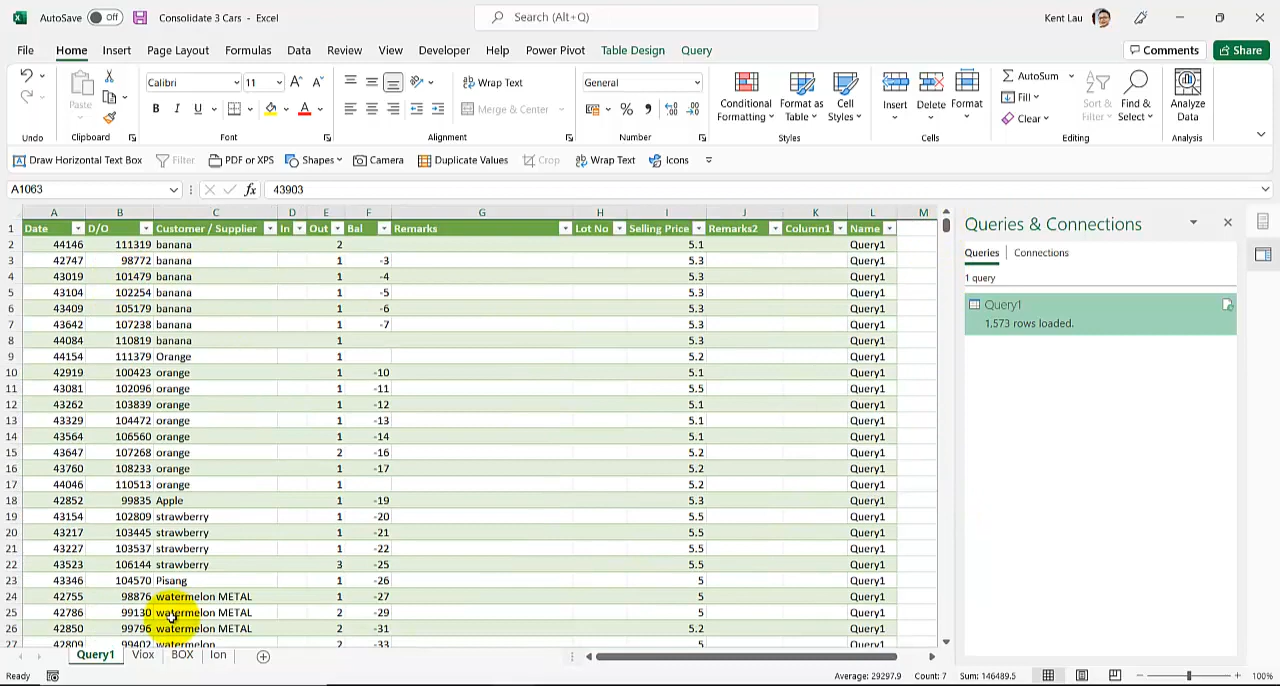 AutoSave Off Consolidate 3 Cars - Excel Search (Alt+Q) Kent Lau
File Home Insert Page Layout Formulas Data Review View Developer Help Power Pivot Table Design Query Comments Share
Calibri 11 Wrap Text General AutoSum
Paste Conditional Format as Cell Insert Delete Format Fill Sort & Find & Analyze
B I U Merge & Center % Formatting Table Styles Clear Filter Select Data
Undo Clipboard Font Alignment Number Styles Cells Editing Analysis
Draw Horizontal Text Box Filter PDF or XPS Shapes Camera Duplicate Values Crop Wrap Text Icons
A1063 fx 43903
A B C D E F G H I J K L M
1 Date D/O Customer / Supplier In Out Bal Remarks Lot No Selling Price Remarks2 Column1 Name
2 44146 111319 banana 2 5.1 Query1
3 42747 98772 banana 1 -3 5.3 Query1
4 43019 101479 banana 1 -4 5.3 Query1
5 43104 102254 banana 1 -5 5.3 Query1
6 43409 105179 banana 1 -6 5.3 Query1
7 43642 107238 banana 1 -7 5.3 Query1
8 44084 110819 banana 1 5.3 Query1
9 44154 111379 Orange 1 5.2 Query1
10 42919 100423 orange 1 -10 5.1 Query1
11 43081 102096 orange 1 -11 5.5 Query1
12 43262 103839 orange 1 -12 5.1 Query1
13 43329 104472 orange 1 -13 5.1 Query1
14 43564 106560 orange 1 -14 5.1 Query1
15 43647 107268 orange 2 -16 5.2 Query1
16 43760 108233 orange 1 -17 5.2 Query1
17 44046 110513 orange 1 5.2 Query1
18 42852 99835 Apple 1 -19 5.3 Query1
19 43154 102809 strawberry 1 -20 5.5 Query1
20 43217 103445 strawberry 1 -21 5.5 Query1
21 43227 103537 strawberry 1 -22 5.5 Query1
22 43523 106144 strawberry 3 -25 5.5 Query1
23 43346 104570 Pisang 1 -26 5 Query1
24 42755 98876 watermelon METAL 1 -27 5 Query1
25 42786 99130 watermelon METAL 2 -29 5 Query1
26 42850 99796 watermelon METAL 2 -31 5.2 Query1
27 42809 99402 watermelon 2 -33 5 Query1
Queries & Connections
Queries Connections
1 query
Query1
1,573 rows loaded.
Query1 Viox BOX Ion
Ready Average: 29297.9 Count: 7 Sum: 146489.5 100%